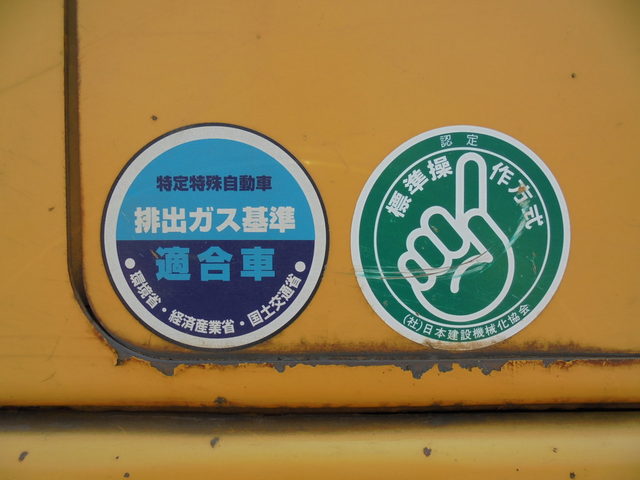 特定特殊自動車
排出ガス基準
適合車
●環境省・経済産業省・国土交通省●
認定
標準操作方式
(社)日本建設機械化協会